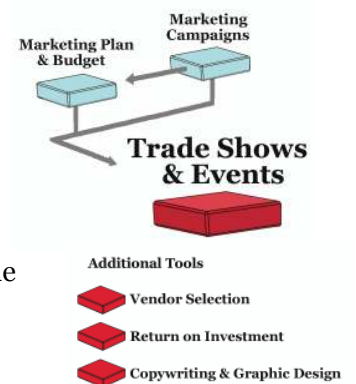 Marketing
Campaigns
Marketing Plan
& Budget
Trade Shows
& Events
Additional Tools
Vendor Selection
Return on Investment
Copywriting & Graphic Design